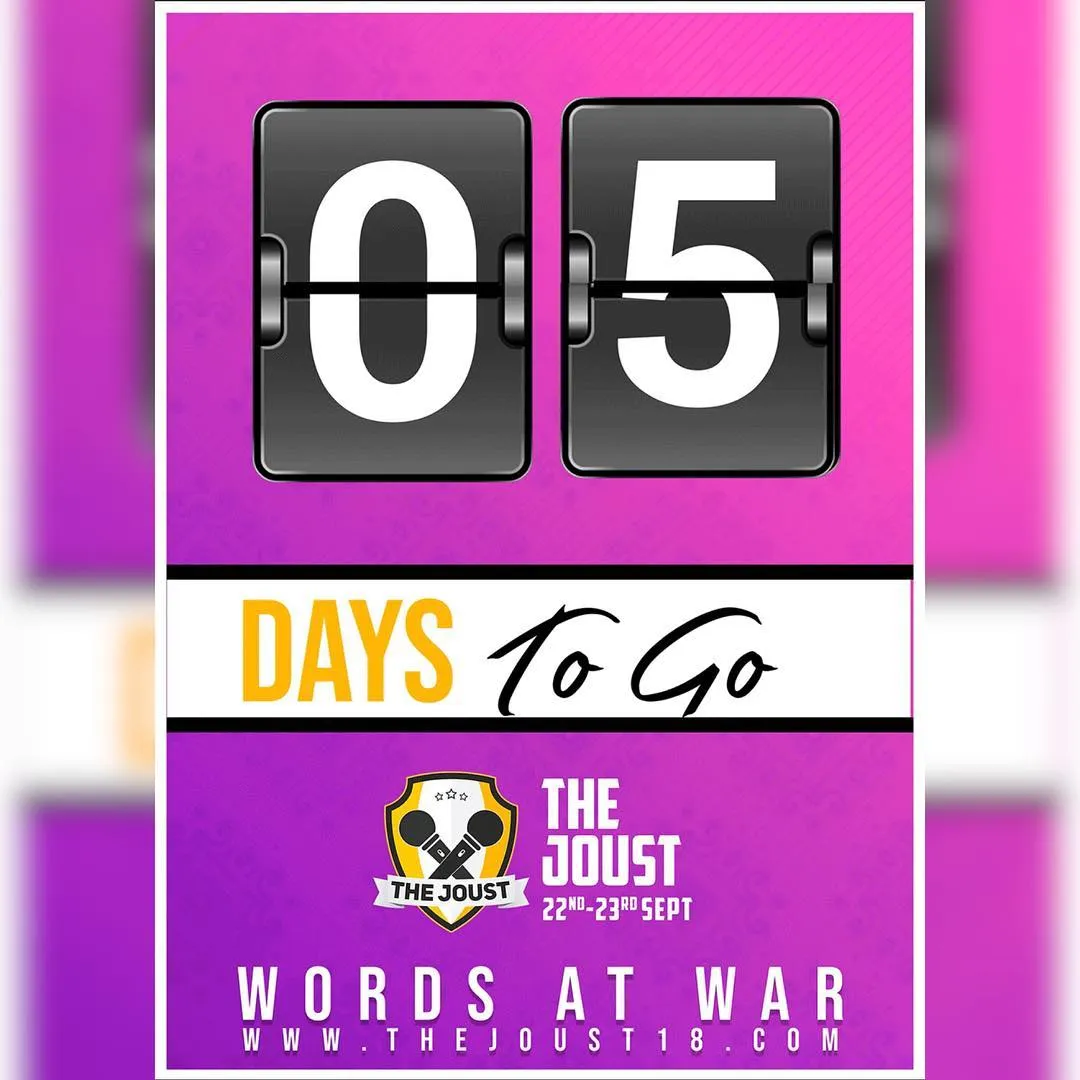 05
DAYS To Go
THE JOUST
THE
JOUST
22ND-23RD SEPT
WORDS AT WAR
WWW.THEJOUST18.COM